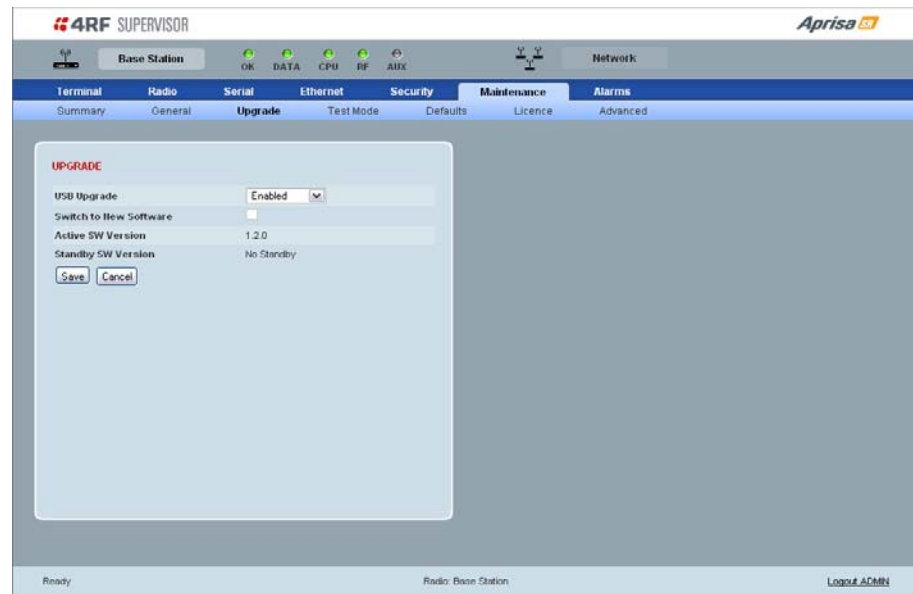 4RF SUPERVISOR
Aprisa SR
Base Station OK DATA CPU RF AUX Network
Terminal Radio Serial Ethernet Security Maintenance Alarms
Summary General Upgrade Test Mode Defaults Licence Advanced
UPGRADE
USB Upgrade Enabled
Switch to New Software
Active SW Version 1.2.0
Standby SW Version No Standby
Save Cancel
Ready Radio: Base Station Logout ADMIN